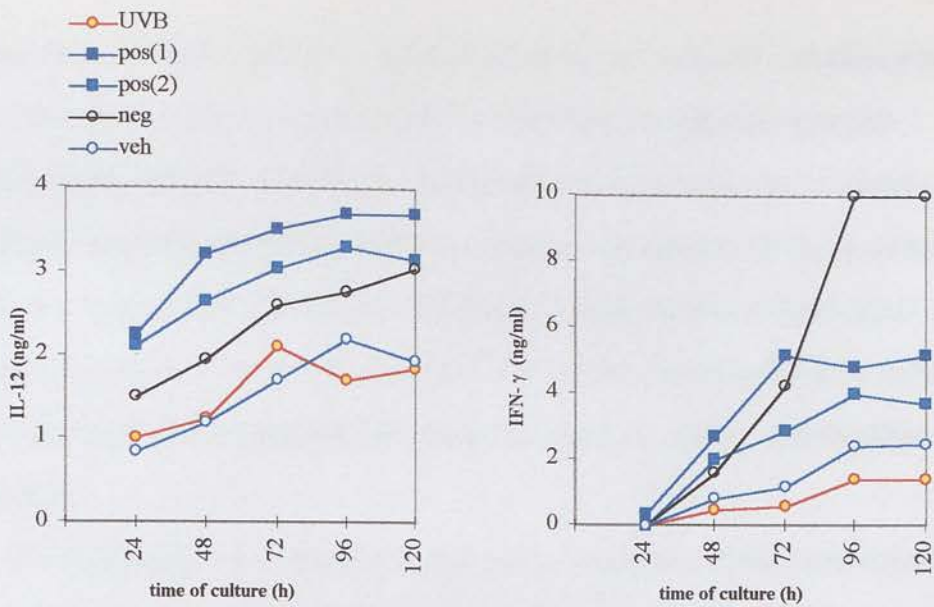 UVB
pos(1)
pos(2)
neg
veh
4
3
2
1
0
IL-12 (ng/ml)
24
48
72
96
120
time of culture (h)
10
8
6
4
2
0
IFN-γ (ng/ml)
24
48
72
96
120
time of culture (h)